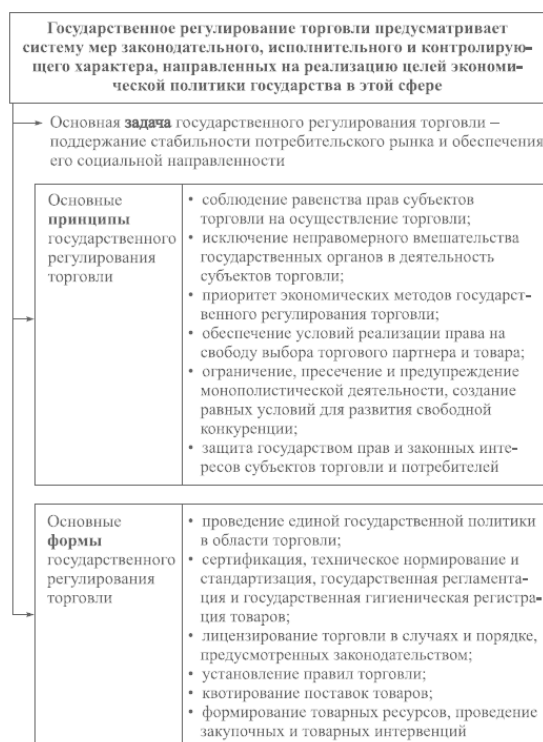 Государственное регулирование торговли предусматривает
систему мер законодательного, исполнительного и контролирую-
щего характера, направленных на реализацию целей экономи-
ческой политики государства в этой сфере
Основная задача государственного регулирования торговли –
поддержание стабильности потребительского рынка и обеспечения
его социальной направленности
Основные
принципы
государственного
регулирования
торговли
• соблюдение равенства прав субъектов
торговли на осуществление торговли;
• исключение неправомерного вмешательства
государственных органов в деятельность
субъектов торговли;
• приоритет экономических методов государст-
венного регулирования торговли;
• обеспечение условий реализации права на
свободу выбора торгового партнера и товара;
• ограничение, пресечение и предупреждение
монополистической деятельности, создание
равных условий для развития свободной
конкуренции;
• защита государством прав и законных инте-
ресов субъектов торговли и потребителей
Основные
формы
государственного
регулирования
торговли
• проведение единой государственной политики
в области торговли;
• сертификация, техническое нормирование и
стандартизация, государственная регламента-
ция и государственная гигиеническая регистра-
ция товаров;
• лицензирование торговли в случаях и порядке,
предусмотренных законодательством;
• установление правил торговли;
• квотирование поставок товаров;
• формирование товарных ресурсов, проведение
закупочных и товарных интервенций